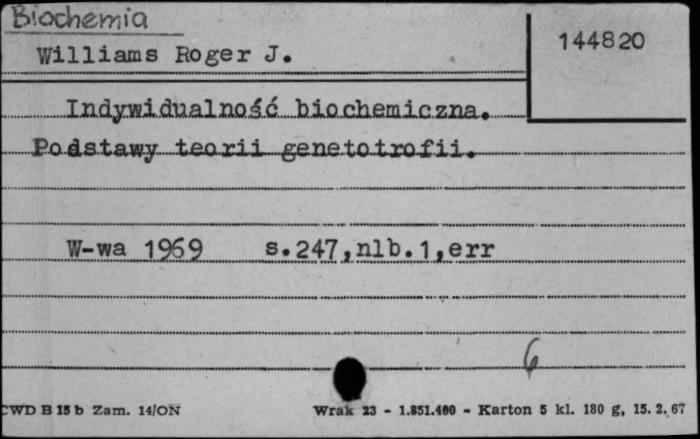 Biochemia
Williams Roger J.
144820
Indywidualność biochemiczna.
Podstawy teorii genetotrofii.
W-wa 1969 s.247,nlb.1,err
6
CWD B 15 b Zam. 14/ON Wrak 23 - 1.851.400 - Karton 5 kl. 180 g, 15. 2. 67